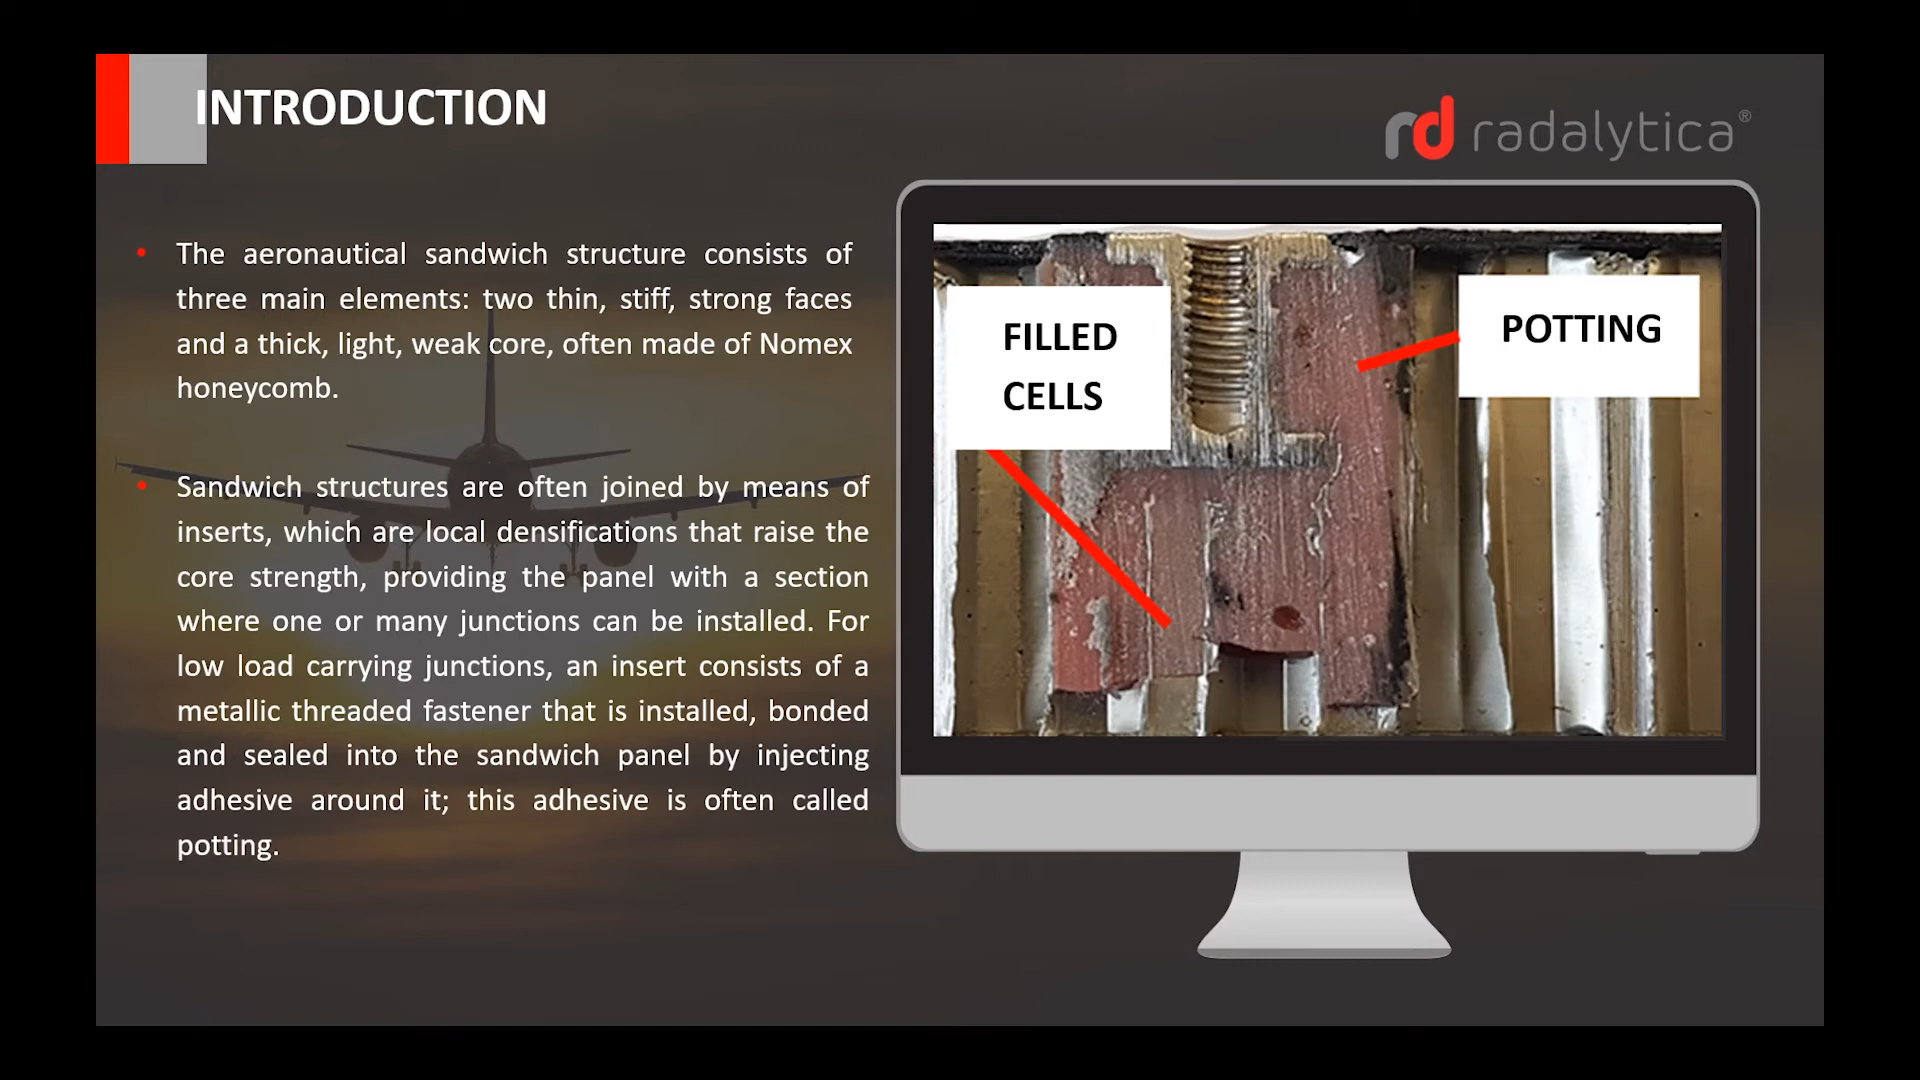 INTRODUCTION
rd radalytica®
• The aeronautical sandwich structure consists of
three main elements: two thin, stiff, strong faces
and a thick, light, weak core, often made of Nomex
honeycomb.
• Sandwich structures are often joined by means of
inserts, which are local densifications that raise the
core strength, providing the panel with a section
where one or many junctions can be installed. For
low load carrying junctions, an insert consists of a
metallic threaded fastener that is installed, bonded
and sealed into the sandwich panel by injecting
adhesive around it; this adhesive is often called
potting.
FILLED
CELLS
POTTING